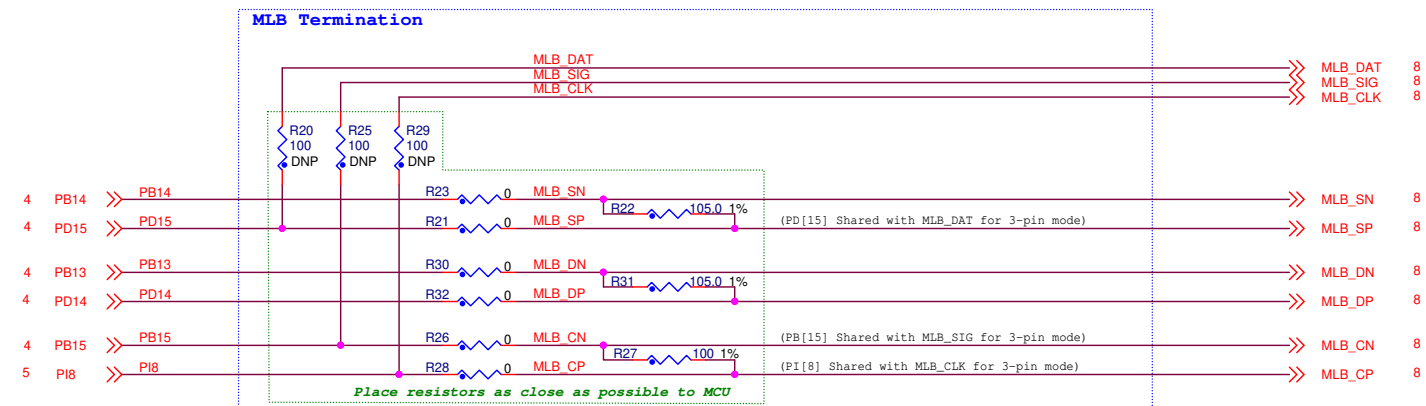 MLB Termination
MLB_DAT MLB_DAT 8
MLB_SIG MLB_SIG 8
MLB_CLK MLB_CLK 8
R20 R25 R29
100 100 100
DNP DNP DNP
4 PB14 PB14 R23 0 MLB_SN MLB_SN 8
R22 105.0 1%
4 PD15 PD15 R21 0 MLB_SP (PD[15] Shared with MLB_DAT for 3-pin mode) MLB_SP 8
4 PB13 PB13 R30 0 MLB_DN MLB_DN 8
R31 105.0 1%
4 PD14 PD14 R32 0 MLB_DP MLB_DP 8
4 PB15 PB15 R26 0 MLB_CN (PB[15] Shared with MLB_SIG for 3-pin mode) MLB_CN 8
R27 100 1%
5 PI8 PI8 R28 0 MLB_CP (PI[8] Shared with MLB_CLK for 3-pin mode) MLB_CP 8
Place resistors as close as possible to MCU